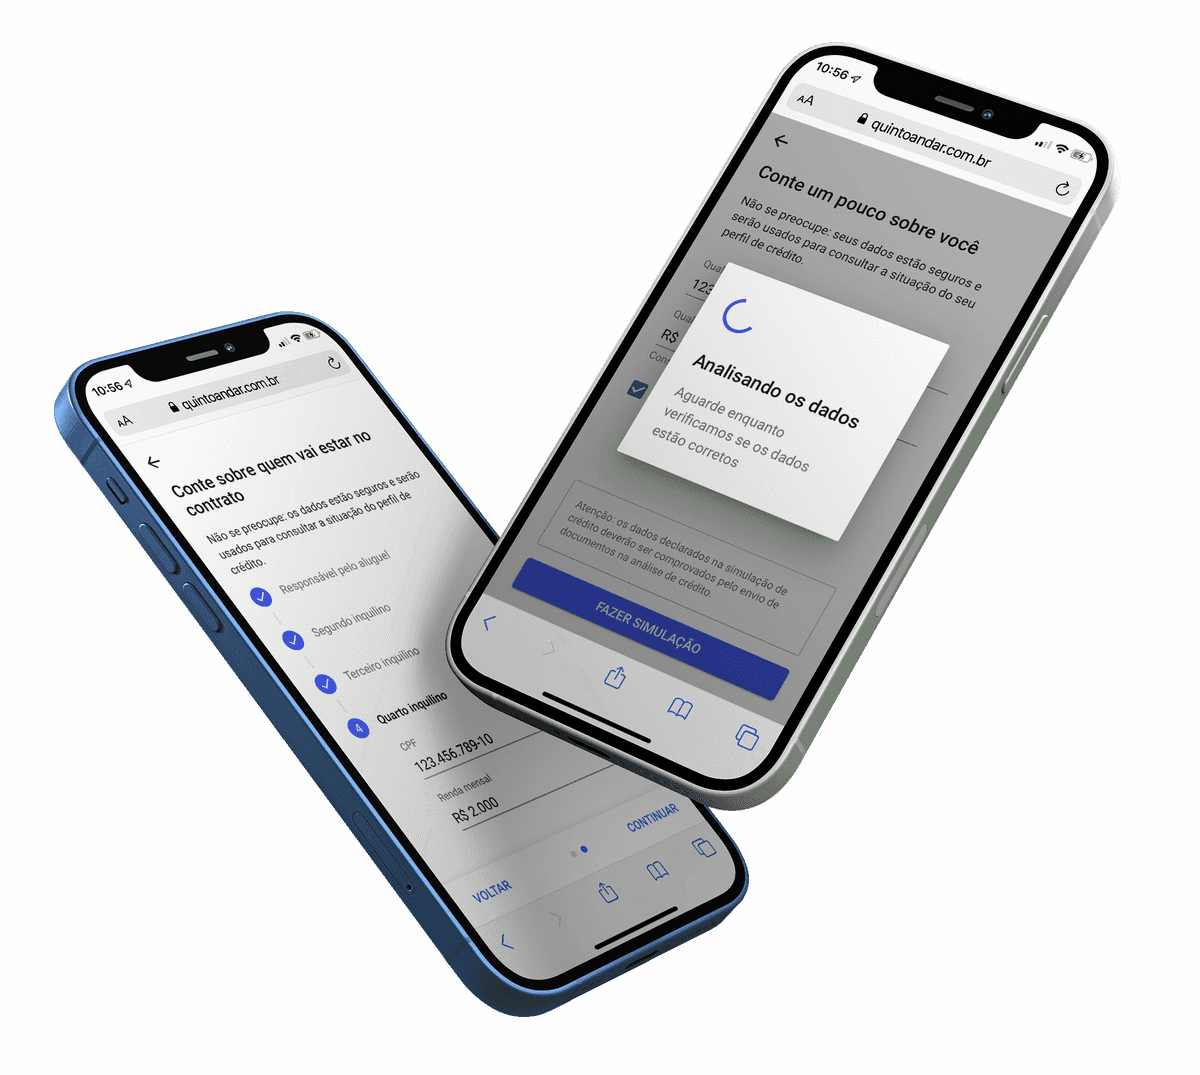 10:56
AA
quintoandar.com.br
Conte sobre quem vai estar no
contrato
Não se preocupe: os dados estão seguros e serão
usados para consultar a situação do perfil de
crédito.
Responsável pelo aluguel
Segundo inquilino
Terceiro inquilino
4
Quarto inquilino
CPF
123.456.789-10
Renda mensal
R$ 2.000
VOLTAR
CONTINUAR
10:56
AA
quintoandar.com.br
Conte um pouco sobre você
Não se preocupe: seus dados estão seguros e
serão usados para consultar a situação do seu
perfil de crédito.
123
R$
Analisando os dados
Aguarde enquanto
verificamos se os dados
estão corretos
Atenção: os dados declarados na simulação de
crédito deverão ser comprovados pelo envio de
documentos na análise de crédito.
FAZER SIMULAÇÃO